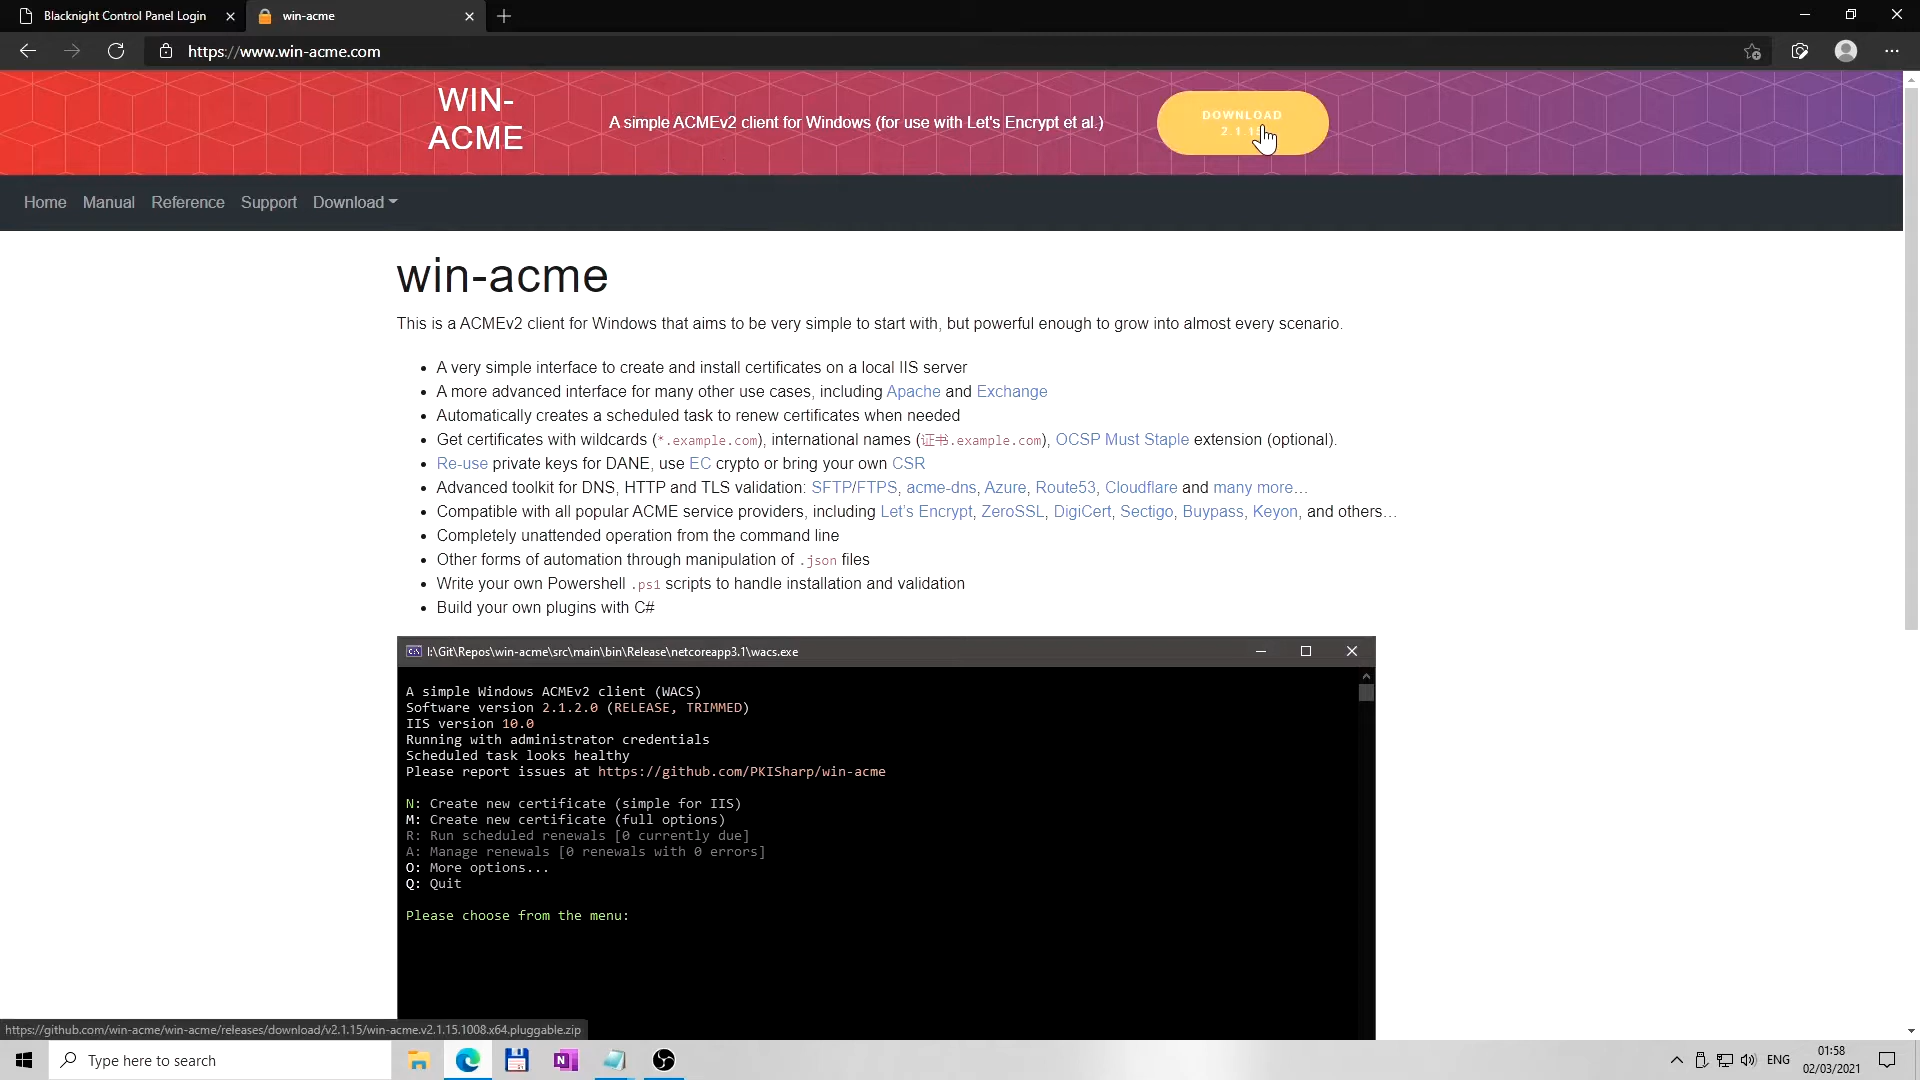 Blacknight Control Panel Login
win-acme
https://www.win-acme.com
WIN-
ACME
A simple ACMEv2 client for Windows (for use with Let's Encrypt et al.)
DOWNLOAD
Home Manual Reference Support Download
win-acme
This is a ACMEv2 client for Windows that aims to be very simple to start with, but powerful enough to grow into almost every scenario.
• A very simple interface to create and install certificates on a local IIS server
• A more advanced interface for many other use cases, including Apache and Exchange
• Automatically creates a scheduled task to renew certificates when needed
• Get certificates with wildcards (*.example.com), international names (证书.example.com), OCSP Must Staple extension (optional).
• Re-use private keys for DANE, use EC crypto or bring your own CSR
• Advanced toolkit for DNS, HTTP and TLS validation: SFTP/FTPS, acme-dns, Azure, Route53, Cloudflare and many more…
• Compatible with all popular ACME service providers, including Let's Encrypt, ZeroSSL, DigiCert, Sectigo, Buypass, Keyon, and others…
• Completely unattended operation from the command line
• Other forms of automation through manipulation of .json files
• Write your own Powershell .ps1 scripts to handle installation and validation
• Build your own plugins with C#
I:\Git\Repos\win-acme\src\main\bin\Release\netcoreapp3.1\wacs.exe
A simple Windows ACMEv2 client (WACS)
Software version 2.1.2.0 (RELEASE, TRIMMED)
IIS version 10.0
Running with administrator credentials
Scheduled task looks healthy
Please report issues at https://github.com/PKISharp/win-acme
N: Create new certificate (simple for IIS)
M: Create new certificate (full options)
R: Run scheduled renewals [0 currently due]
A: Manage renewals [0 renewals with 0 errors]
O: More options...
Q: Quit
Please choose from the menu:
https://github.com/win-acme/win-acme/releases/download/v2.1.15/win-acme.v2.1.15.1008.x64.pluggable.zip
Type here to search
ENG
01:58
02/03/2021